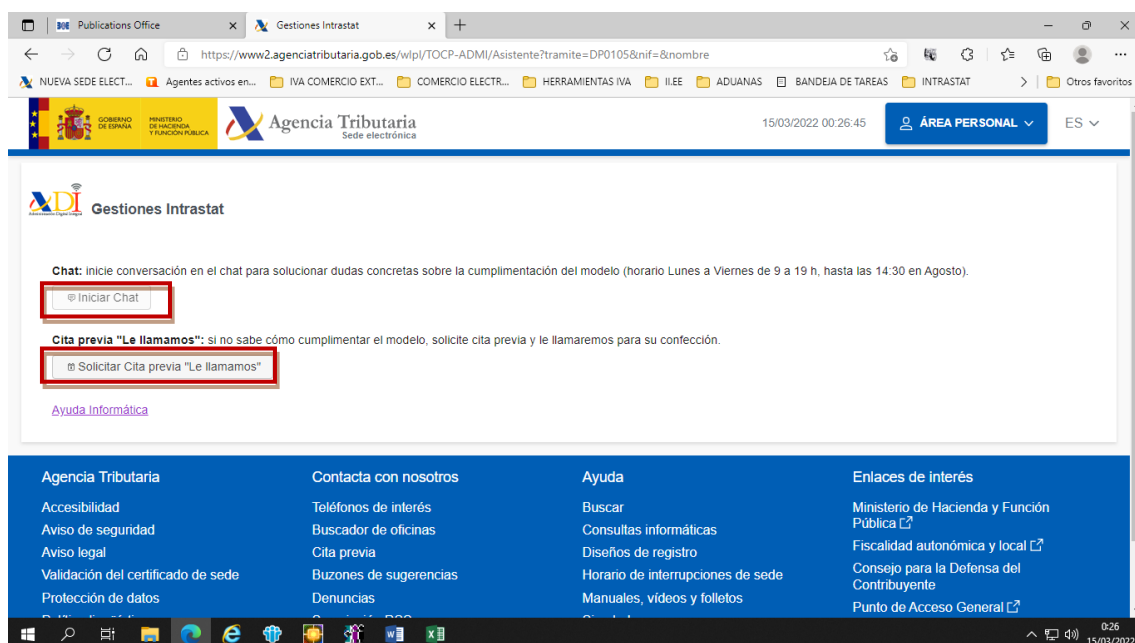 BOE Publications Office
Gestiones Intrastat
https://www2.agenciatributaria.gob.es/wlpl/TOCP-ADMI/Asistente?tramite=DP0105&nif=&nombre
NUEVA SEDE ELECT... Agentes activos en... IVA COMERCIO EXT... COMERCIO ELECTR... HERRAMIENTAS IVA II.EE ADUANAS BANDEJA DE TAREAS INTRASTAT Otros favoritos
GOBIERNO DE ESPAÑA
MINISTERIO DE HACIENDA Y FUNCIÓN PÚBLICA
Agencia Tributaria
Sede electrónica
15/03/2022 00:26:45
ÁREA PERSONAL
ES
ADI
Gestiones Intrastat
Chat: inicie conversación en el chat para solucionar dudas concretas sobre la cumplimentación del modelo (horario Lunes a Viernes de 9 a 19 h, hasta las 14:30 en Agosto).
Iniciar Chat
Cita previa "Le llamamos": si no sabe cómo cumplimentar el modelo, solicite cita previa y le llamaremos para su confección.
Solicitar Cita previa "Le llamamos"
Ayuda Informática
Agencia Tributaria
Accesibilidad
Aviso de seguridad
Aviso legal
Validación del certificado de sede
Protección de datos
Contacta con nosotros
Teléfonos de interés
Buscador de oficinas
Cita previa
Buzones de sugerencias
Denuncias
Ayuda
Buscar
Consultas informáticas
Diseños de registro
Horario de interrupciones de sede
Manuales, vídeos y folletos
Enlaces de interés
Ministerio de Hacienda y Función
Pública
Fiscalidad autonómica y local
Consejo para la Defensa del
Contribuyente
Punto de Acceso General
0:26
15/03/2022